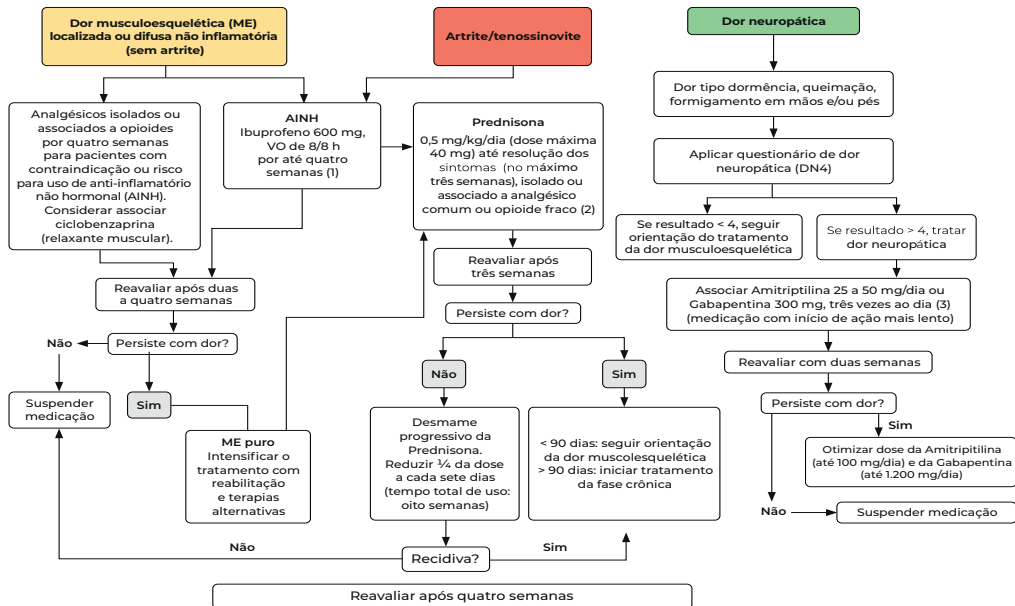 Dor musculoesquelética (ME)
localizada ou difusa não inflamatória
(sem artrite)
Artrite/tenossinovite
Dor neuropática
Analgésicos isolados ou
associados a opioides
por quatro semanas
para pacientes com
contraindicação ou risco
para uso de anti-inflamatório
não hormonal (AINH).
Considerar associar
ciclobenzaprina
(relaxante muscular).
AINH
Ibuprofeno 600 mg,
VO de 8/8 h
por até quatro
semanas (1)
Prednisona
0,5 mg/kg/dia (dose máxima
40 mg) até resolução dos
sintomas (no máximo
três semanas), isolado ou
associado a analgésico
comum ou opioide fraco (2)
Dor tipo dormência, queimação,
formigamento em mãos e/ou pés
Aplicar questionário de dor
neuropática (DN4)
Se resultado < 4, seguir
orientação do tratamento
da dor musculoesquelética
Se resultado > 4, tratar
dor neuropática
Reavaliar após duas
a quatro semanas
Reavaliar após
três semanas
Associar Amitriptilina 25 a 50 mg/dia ou
Gabapentina 300 mg, três vezes ao dia (3)
(medicação com início de ação mais lento)
Persiste com dor?
Não
Sim
Suspender
medicação
ME puro
Intensificar o
tratamento com
reabilitação
e terapias
alternativas
Persiste com dor?
Não
Sim
Desmame
progressivo da
Prednisona.
Reduzir ¼ da dose
a cada sete dias
(tempo total de uso:
oito semanas)
< 90 dias: seguir orientação
da dor muscolesquelética
> 90 dias: iniciar tratamento
da fase crônica
Reavaliar com duas semanas
Persiste com dor?
Sim
Otimizar dose da Amitripitilina
(até 100 mg/dia) e da Gabapentina
(até 1.200 mg/dia)
Não
Suspender medicação
Não
Recidiva?
Sim
Reavaliar após quatro semanas